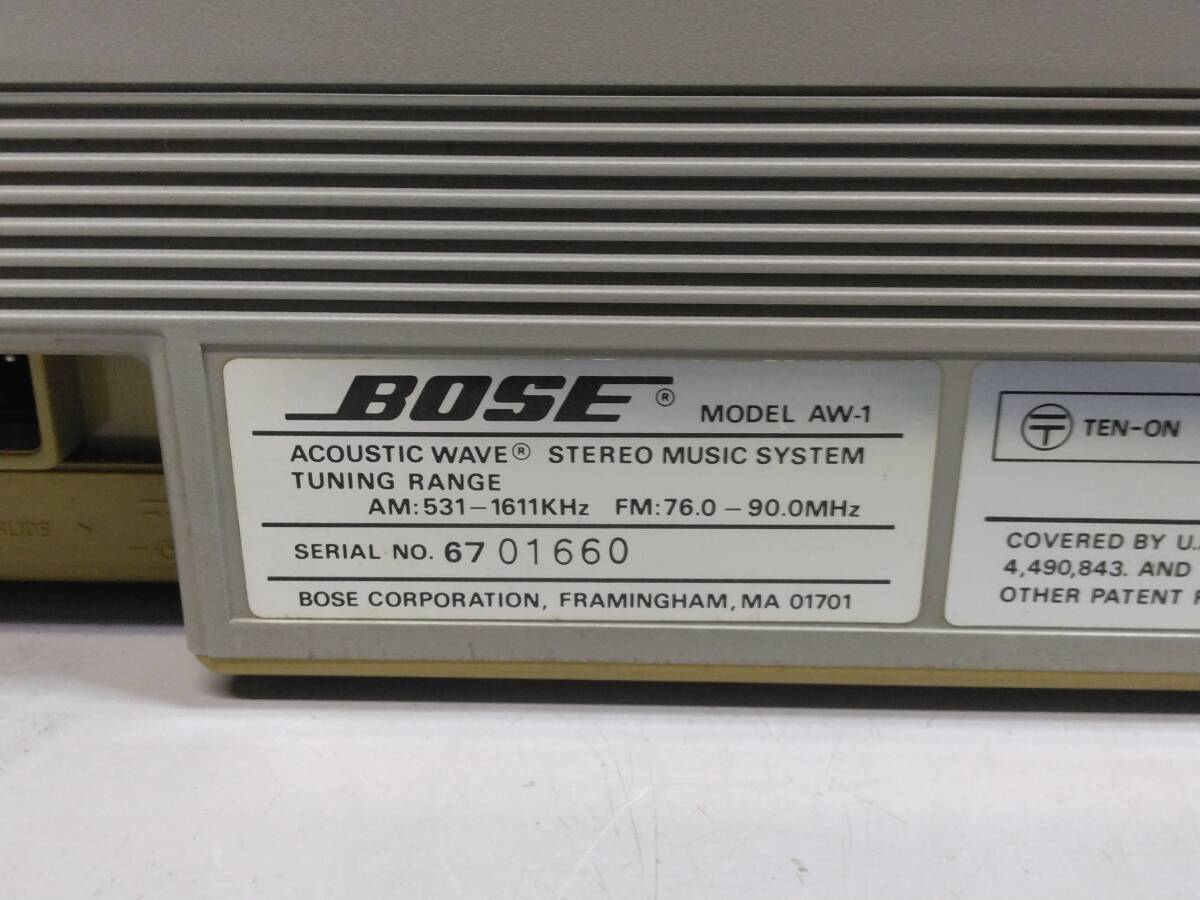 BOSE® MODEL AW-1
ACOUSTIC WAVE® STEREO MUSIC SYSTEM
TUNING RANGE
AM:531-1611KHz FM:76.0-90.0MHz
SERIAL NO. 67 01660
BOSE CORPORATION, FRAMINGHAM, MA 01701
TEN-ON
COVERED BY U.
4,490,843. AND
OTHER PATENT